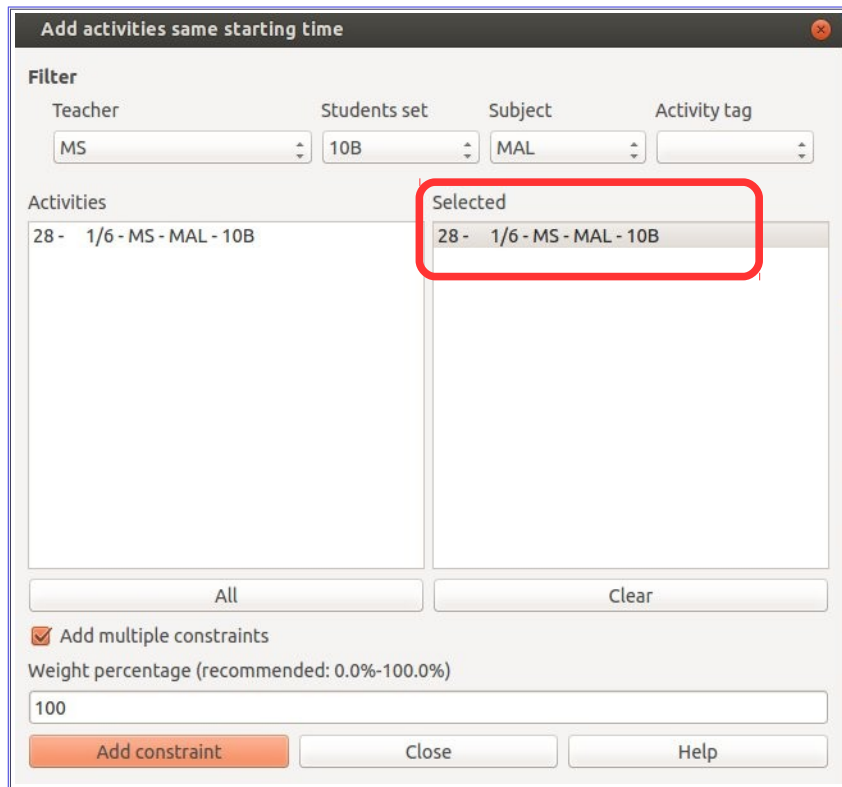 Add activities same starting time
Filter
Teacher Students set Subject Activity tag
MS 10B MAL
Activities Selected
28 - 1/6 - MS - MAL - 10B 28 - 1/6 - MS - MAL - 10B
All Clear
Add multiple constraints
Weight percentage (recommended: 0.0%-100.0%)
100
Add constraint Close Help